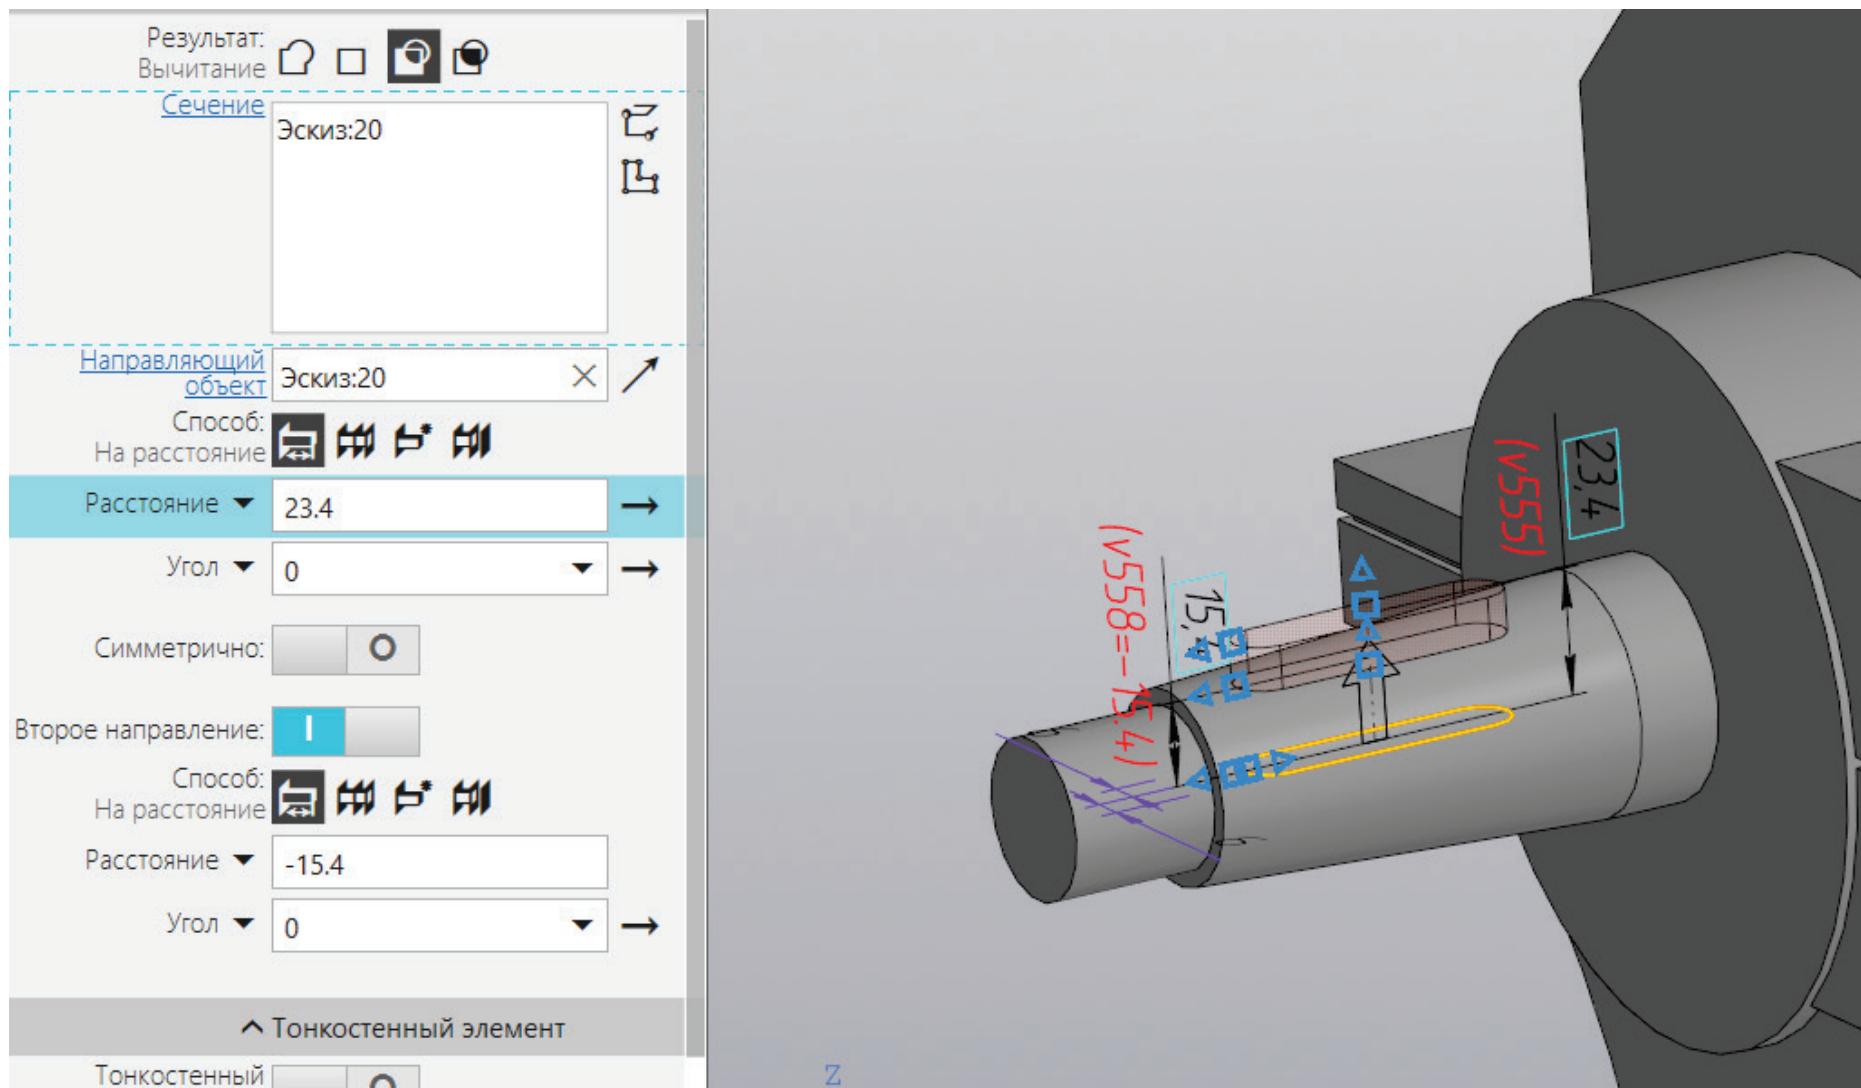 Результат:
Вычитание
Сечение
Эскиз:20
Направляющий
объект
Эскиз:20
Способ:
На расстояние
Расстояние
23.4
Угол
0
Симметрично:
Второе направление:
Способ:
На расстояние
Расстояние
-15.4
Угол
0
Тонкостенный элемент
Тонкостенный
23,4
(v555)
15,4
(v558=-15.4)
Z